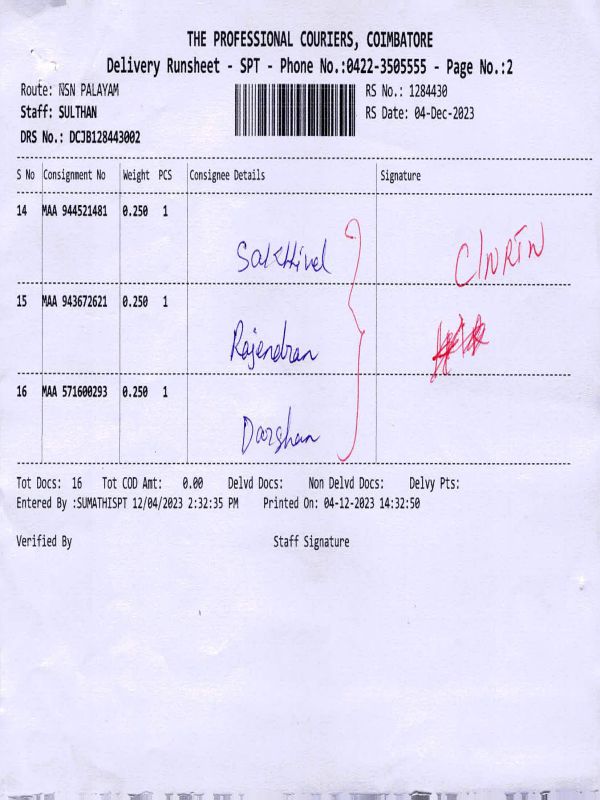 THE PROFESSIONAL COURIERS, COIMBATORE
Delivery Runsheet - SPT - Phone No.:0422-3505555 - Page No.:2
Route: NSN PALAYAM RS No.: 1284430
Staff: SULTHAN RS Date: 04-Dec-2023
DRS No.: DCJB128443002
S No Consignment No Weight PCS Consignee Details Signature
14 MAA 944521481 0.250 1
Sakthivel C/NRTN
15 MAA 943672621 0.250 1
Rajendran
16 MAA 571600293 0.250 1
Darshan
Tot Docs: 16 Tot COD Amt: 0.00 Delvd Docs: Non Delvd Docs: Delvy Pts:
Entered By :SUMATHISPT 12/04/2023 2:32:35 PM Printed On: 04-12-2023 14:32:50
Verified By Staff Signature